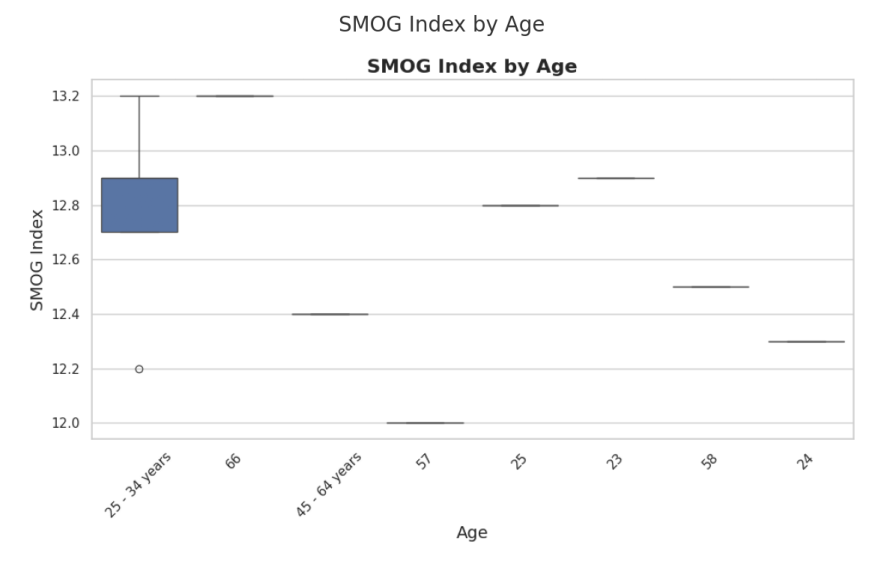 SMOG Index by Age
SMOG Index by Age
13.2
13.0
12.8
12.6
12.4
12.2
12.0
SMOG Index
25 - 34 years
66
45 - 64 years
57
25
23
58
24
Age